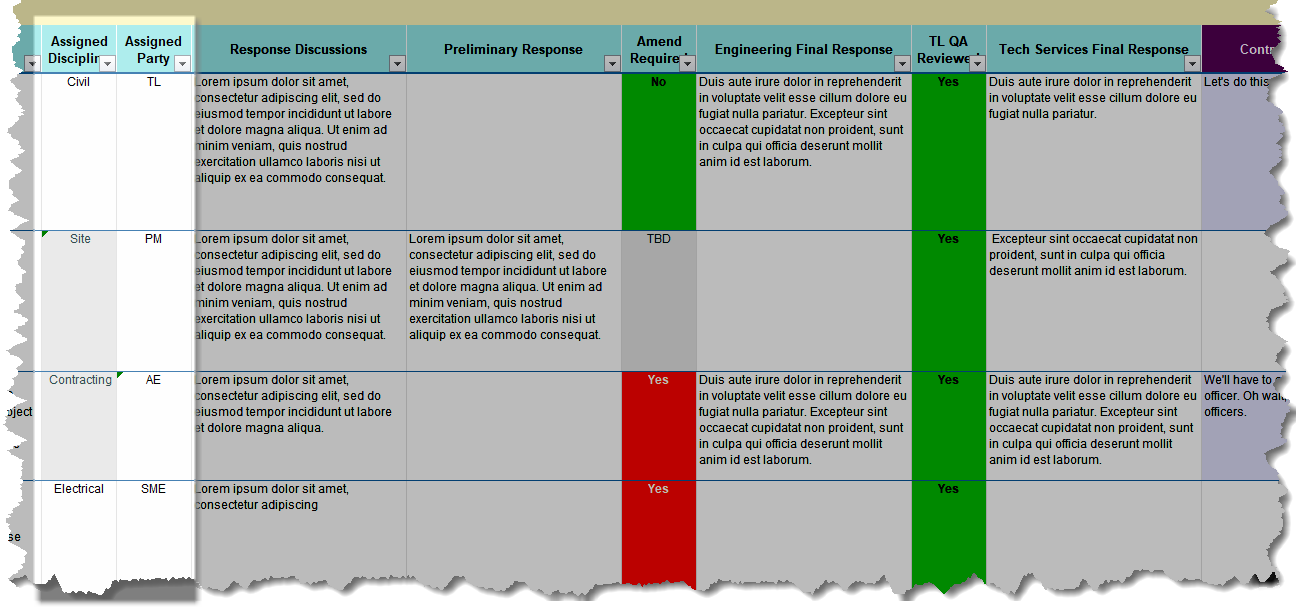 Assigned Assigned Response Discussions Preliminary Response Amend Engineering Final Response TL QA Tech Services Final Response
Party
Civil TL Lorem ipsum dolor sit amet, No Duis aute irure dolor in reprehenderit Yes Duis aute irure dolor in reprehenderit Let's do this
consectetur adipiscing elit, sed do in voluptate velit esse cillum dolore eu in voluptate velit esse cillum dolore eu
eiusmod tempor incididunt ut labore fugiat nulla pariatur. Excepteur sint fugiat nulla pariatur.
et dolore magna aliqua. Ut enim ad occaecat cupidatat non proident, sunt
minim veniam, quis nostrud in culpa qui officia deserunt mollit
exercitation ullamco laboris nisi ut anim id est laborum.
aliquip ex ea commodo consequat.
Site PM Lorem ipsum dolor sit amet, Lorem ipsum dolor sit amet, TBD Yes Excepteur sint occaecat cupidatat non
consectetur adipiscing elit, sed do consectetur adipiscing elit, sed do proident, sunt in culpa qui officia
eiusmod tempor incididunt ut labore eiusmod tempor incididunt ut labore deserunt mollit anim id est laborum.
et dolore magna aliqua. Ut enim ad et dolore magna aliqua. Ut enim ad
minim veniam, quis nostrud minim veniam, quis nostrud
exercitation ullamco laboris nisi ut exercitation ullamco laboris nisi ut
aliquip ex ea commodo consequat. aliquip ex ea commodo consequat.
Contracting AE Lorem ipsum dolor sit amet, Yes Duis aute irure dolor in reprehenderit Yes Duis aute irure dolor in reprehenderit We'll have to
consectetur adipiscing elit, sed do in voluptate velit esse cillum dolore eu in voluptate velit esse cillum dolore eu officer. Oh wait,
eiusmod tempor incididunt ut labore fugiat nulla pariatur. Excepteur sint fugiat nulla pariatur. Excepteur sint officers.
et dolore magna aliqua. occaecat cupidatat non proident, sunt occaecat cupidatat non proident, sunt
in culpa qui officia deserunt mollit in culpa qui officia deserunt mollit
anim id est laborum. anim id est laborum.
Electrical SME Lorem ipsum dolor sit amet, Yes Yes
consectetur adipiscing